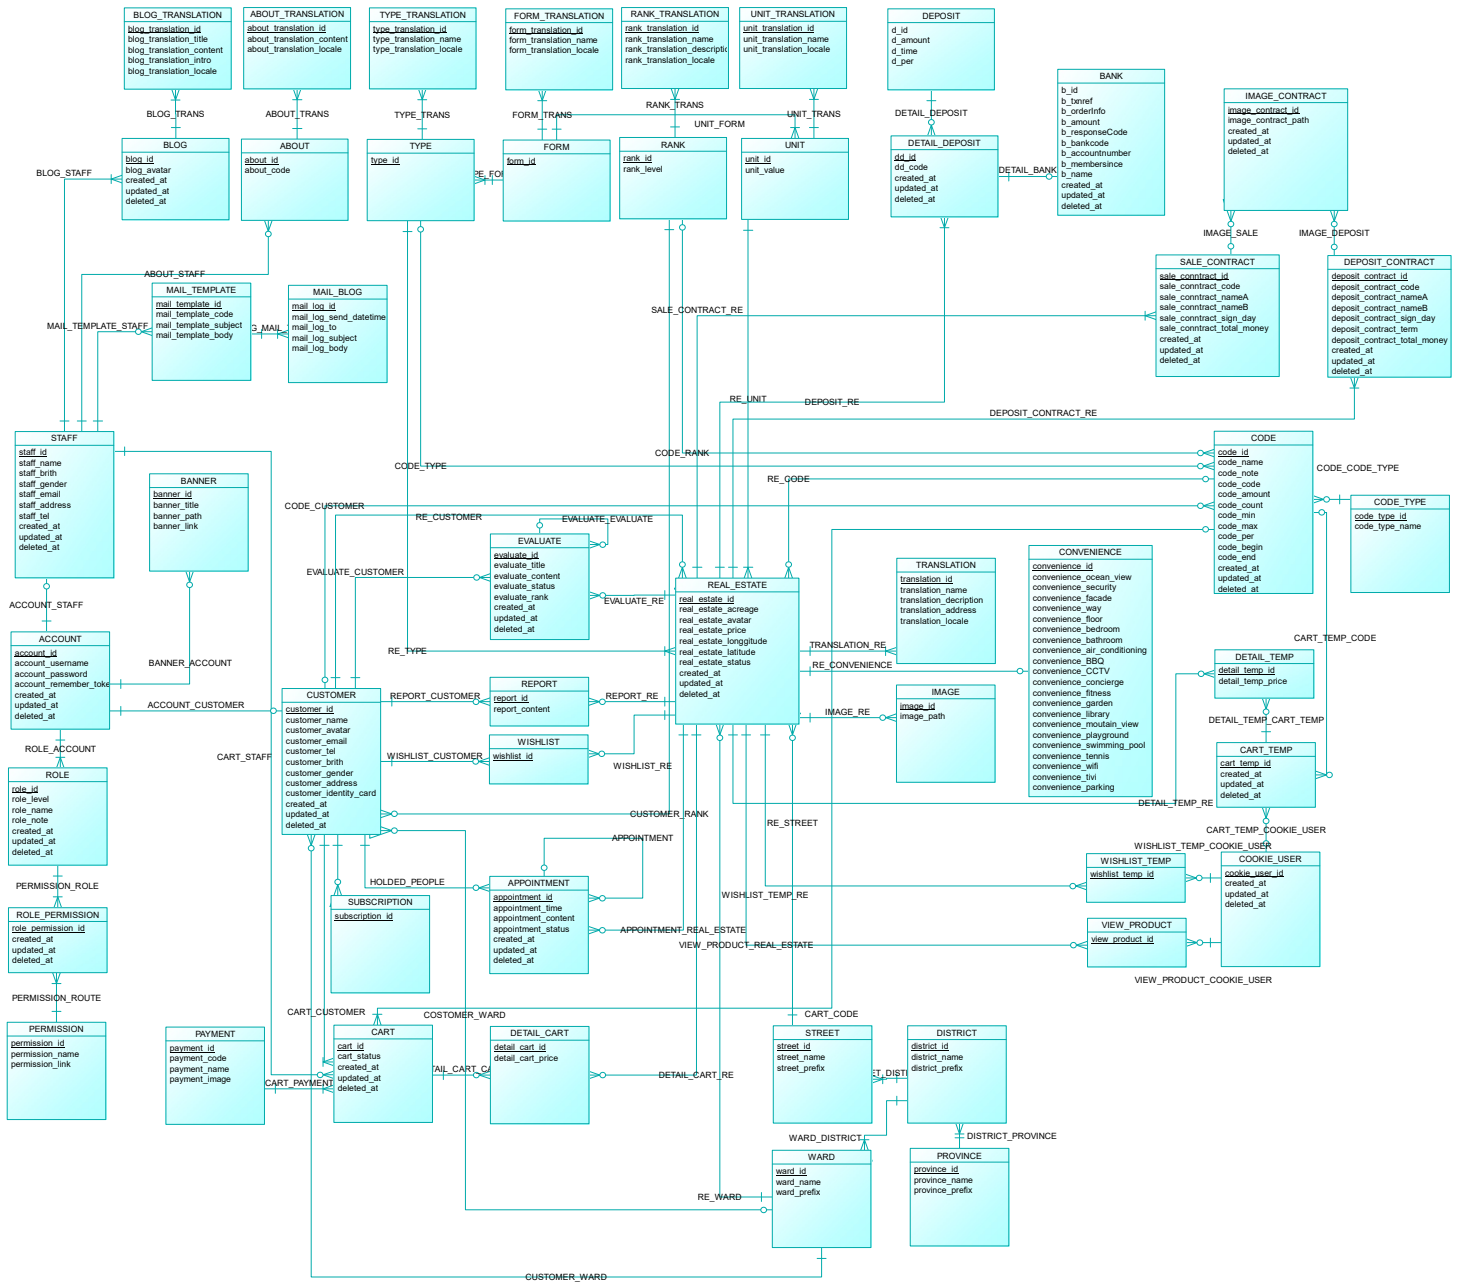 BLOG_TRANSLATION
blog_translation_id
blog_translation_title
blog_translation_content
blog_translation_intro
blog_translation_locale
ABOUT_TRANSLATION
about_translation_id
about_translation_content
about_translation_locale
TYPE_TRANSLATION
type_translation_id
type_translation_name
type_translation_locale
FORM_TRANSLATION
form_translation_id
form_translation_name
form_translation_locale
RANK_TRANSLATION
rank_translation_id
rank_translation_name
rank_translation_descriptic
rank_translation_locale
UNIT_TRANSLATION
unit_translation_id
unit_translation_name
unit_translation_locale
DEPOSIT
d_id
d_amount
d_time
d_per
BANK
b_id
b_txnref
b_orderInfo
b_amount
b_responseCode
b_bankcode
b_accountnumber
b_membersince
b_name
created_at
updated_at
deleted_at
IMAGE_CONTRACT
image_contract_id
image_contract_path
created_at
updated_at
deleted_at
BLOG_TRANS
ABOUT_TRANS
TYPE_TRANS
FORM_TRANS
RANK_TRANS
UNIT_FORM
UNIT_TRANS
DETAIL_DEPOSIT
BLOG
blog_id
blog_avatar
created_at
updated_at
deleted_at
ABOUT
about_id
about_code
TYPE
type_id
FORM
form_id
RANK
rank_id
rank_level
UNIT
unit_id
unit_value
DETAIL_DEPOSIT
dd_id
dd_code
created_at
updated_at
deleted_at
BLOG_STAFF
DETAIL_BANK
IMAGE_SALE
IMAGE_DEPOSIT
ABOUT_STAFF
SALE_CONTRACT
sale_conntract_id
sale_conntract_code
sale_conntract_nameA
sale_conntract_nameB
sale_conntract_sign_day
sale_conntract_total_money
created_at
updated_at
deleted_at
DEPOSIT_CONTRACT
deposit_contract_id
deposit_contract_code
deposit_contract_nameA
deposit_contract_nameB
deposit_contract_sign_day
deposit_contract_term
deposit_contract_total_money
created_at
updated_at
deleted_at
MAIL_TEMPLATE
mail_template_id
mail_template_code
mail_template_subject
mail_template_body
MAIL_BLOG
mail_log_id
mail_log_send_datetime
mail_log_to
mail_log_subject
mail_log_body
MAIL_TEMPLATE_STAFF
SALE_CONTRACT_RE
RE_UNIT
DEPOSIT_RE
DEPOSIT_CONTRACT_RE
STAFF
staff_id
staff_name
staff_brith
staff_gender
staff_email
staff_address
staff_tel
created_at
updated_at
deleted_at
BANNER
banner_id
banner_title
banner_path
banner_link
CODE_RANK
CODE_TYPE
RE_CODE
CODE_CUSTOMER
RE_CUSTOMER
EVALUATE_EVALUATE
CODE
code_id
code_name
code_note
code_code
code_amount
code_count
code_min
code_max
code_per
code_begin
code_end
created_at
updated_at
deleted_at
CODE_CODE_TYPE
CODE_TYPE
code_type_id
code_type_name
EVALUATE
evaluate_id
evaluate_title
evaluate_content
evaluate_status
evaluate_rank
created_at
updated_at
deleted_at
EVALUATE_CUSTOMER
EVALUATE_RE
REAL_ESTATE
real_estate_id
real_estate_acreage
real_estate_avatar
real_estate_price
real_estate_longgitude
real_estate_latitude
real_estate_status
created_at
updated_at
deleted_at
TRANSLATION
translation_id
translation_name
translation_decription
translation_address
translation_locale
CONVENIENCE
convenience_id
convenience_ocean_view
convenience_security
convenience_facade
convenience_way
convenience_floor
convenience_bedroom
convenience_bathroom
convenience_air_conditioning
convenience_BBQ
convenience_CCTV
convenience_concierge
convenience_fitness
convenience_garden
convenience_library
convenience_moutain_view
convenience_playground
convenience_swimming_pool
convenience_tennis
convenience_wifi
convenience_tivi
convenience_parking
ACCOUNT_STAFF
ACCOUNT
account_id
account_username
account_password
account_remember_toke
created_at
updated_at
deleted_at
BANNER_ACCOUNT
ACCOUNT_CUSTOMER
ROLE_ACCOUNT
RE_TYPE
TRANSLATION_RE
RE_CONVENIENCE
CART_TEMP_CODE
DETAIL_TEMP
detail_temp_id
detail_temp_price
CUSTOMER
customer_id
customer_name
customer_avatar
customer_email
customer_tel
customer_brith
customer_gender
customer_address
customer_identity_card
created_at
updated_at
deleted_at
REPORT_CUSTOMER
REPORT
report_id
report_content
REPORT_RE
IMAGE_RE
IMAGE
image_id
image_path
DETAIL_TEMP_CART_TEMP
WISHLIST_CUSTOMER
WISHLIST
wishlist_id
WISHLIST_RE
CART_STAFF
CART_TEMP
cart_temp_id
created_at
updated_at
deleted_at
ROLE
role_id
role_level
role_name
role_note
created_at
updated_at
deleted_at
CUSTOMER_RANK
RE_STREET
DETAIL_TEMP_RE
CART_TEMP_COOKIE_USER
APPOINTMENT
WISHLIST_TEMP_COOKIE_USER
PERMISSION_ROLE
HOLDED_PEOPLE
APPOINTMENT
appointment_id
appointment_time
appointment_content
appointment_status
created_at
updated_at
deleted_at
WISHLIST_TEMP
wishlist_temp_id
COOKIE_USER
cookie_user_id
created_at
updated_at
deleted_at
SUBSCRIPTION
subscription_id
WISHLIST_TEMP_RE
ROLE_PERMISSION
role_permission_id
created_at
updated_at
deleted_at
APPOINTMENT_REAL_ESTATE
VIEW_PRODUCT_REAL_ESTATE
VIEW_PRODUCT
view_product_id
VIEW_PRODUCT_COOKIE_USER
PERMISSION_ROUTE
CART_CUSTOMER
COSTOMER_WARD
CART_CODE
PERMISSION
permission_id
permission_name
permission_link
PAYMENT
payment_id
payment_code
payment_name
payment_image
CART_PAYMENT
CART
cart_id
cart_status
created_at
updated_at
deleted_at
DETAIL_CART
detail_cart_id
detail_cart_price
DETAIL_CART_RE
STREET
street_id
street_name
street_prefix
DISTRICT
district_id
district_name
district_prefix
WARD_DISTRICT
DISTRICT_PROVINCE
WARD
ward_id
ward_name
ward_prefix
PROVINCE
province_id
province_name
province_prefix
RE_WARD
CUSTOMER_WARD